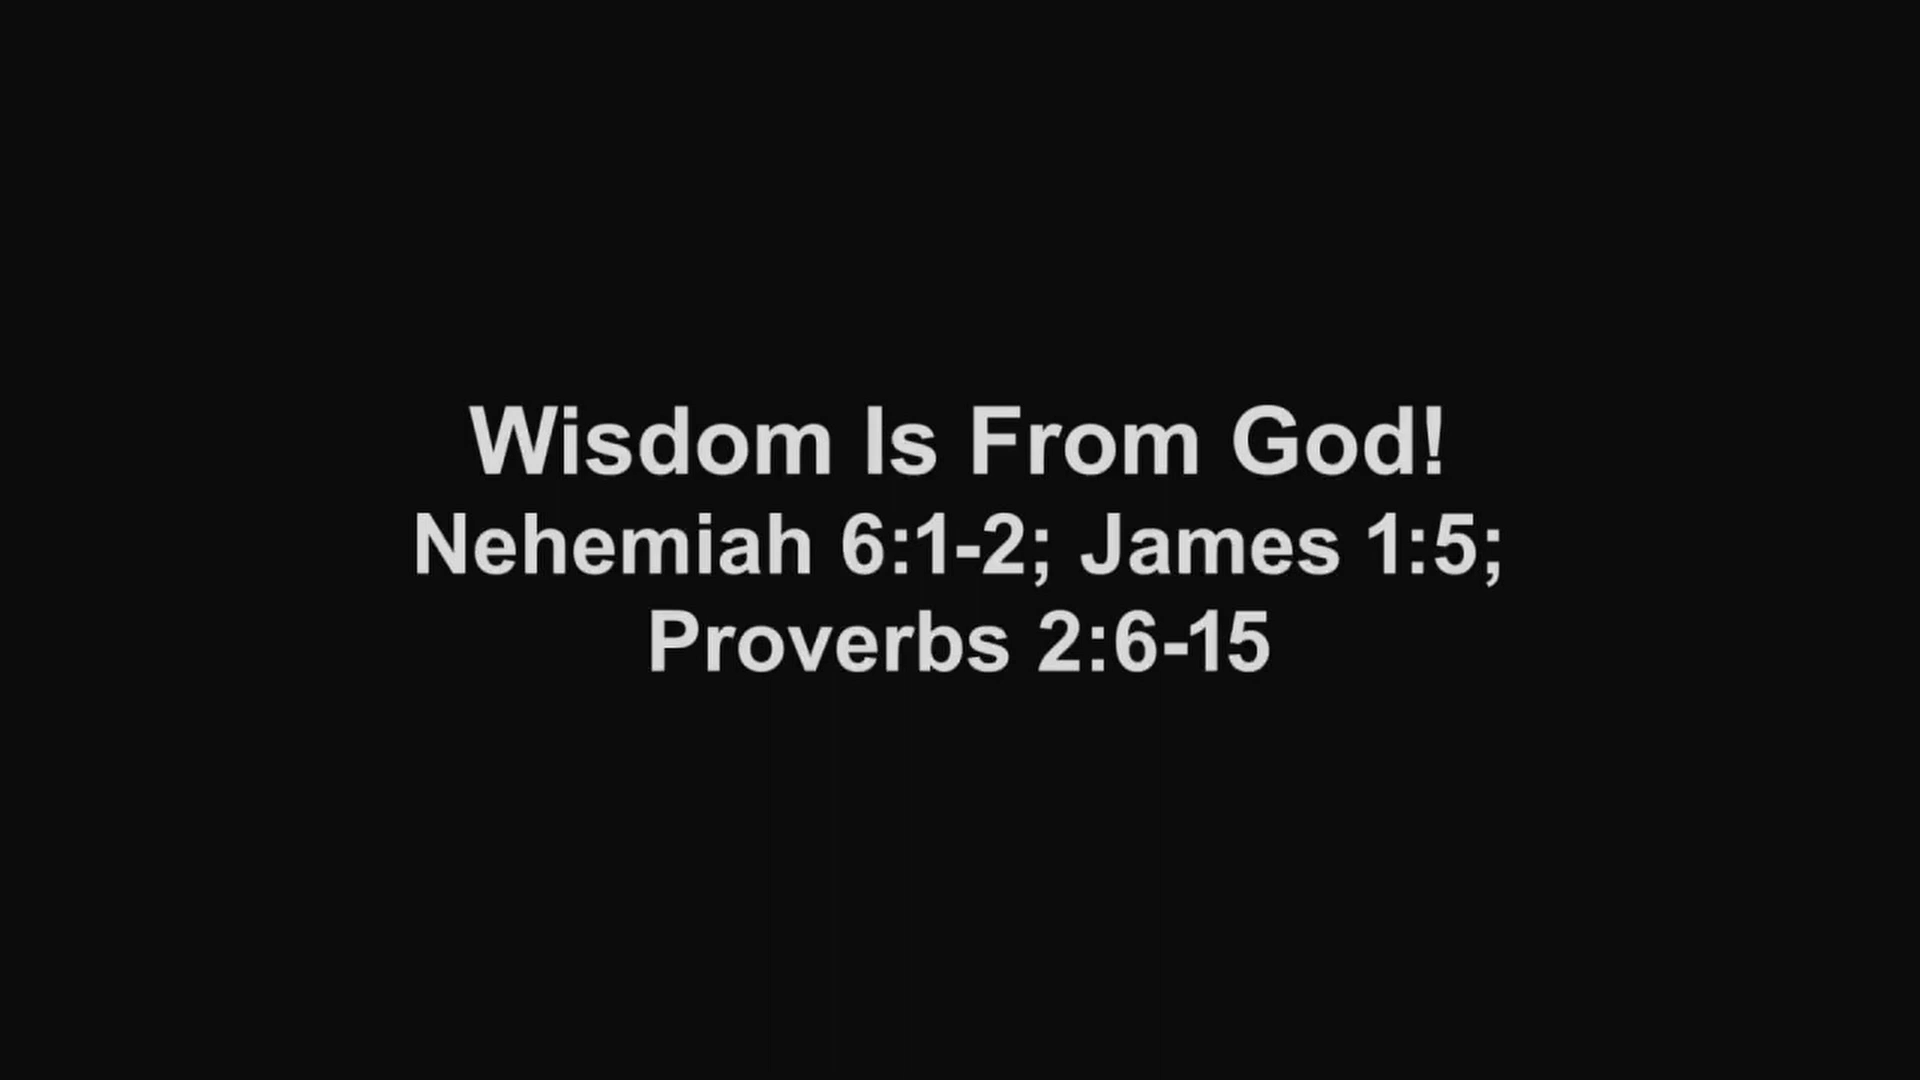 Wisdom Is From God!
Nehemiah 6:1-2; James 1:5;
Proverbs 2:6-15